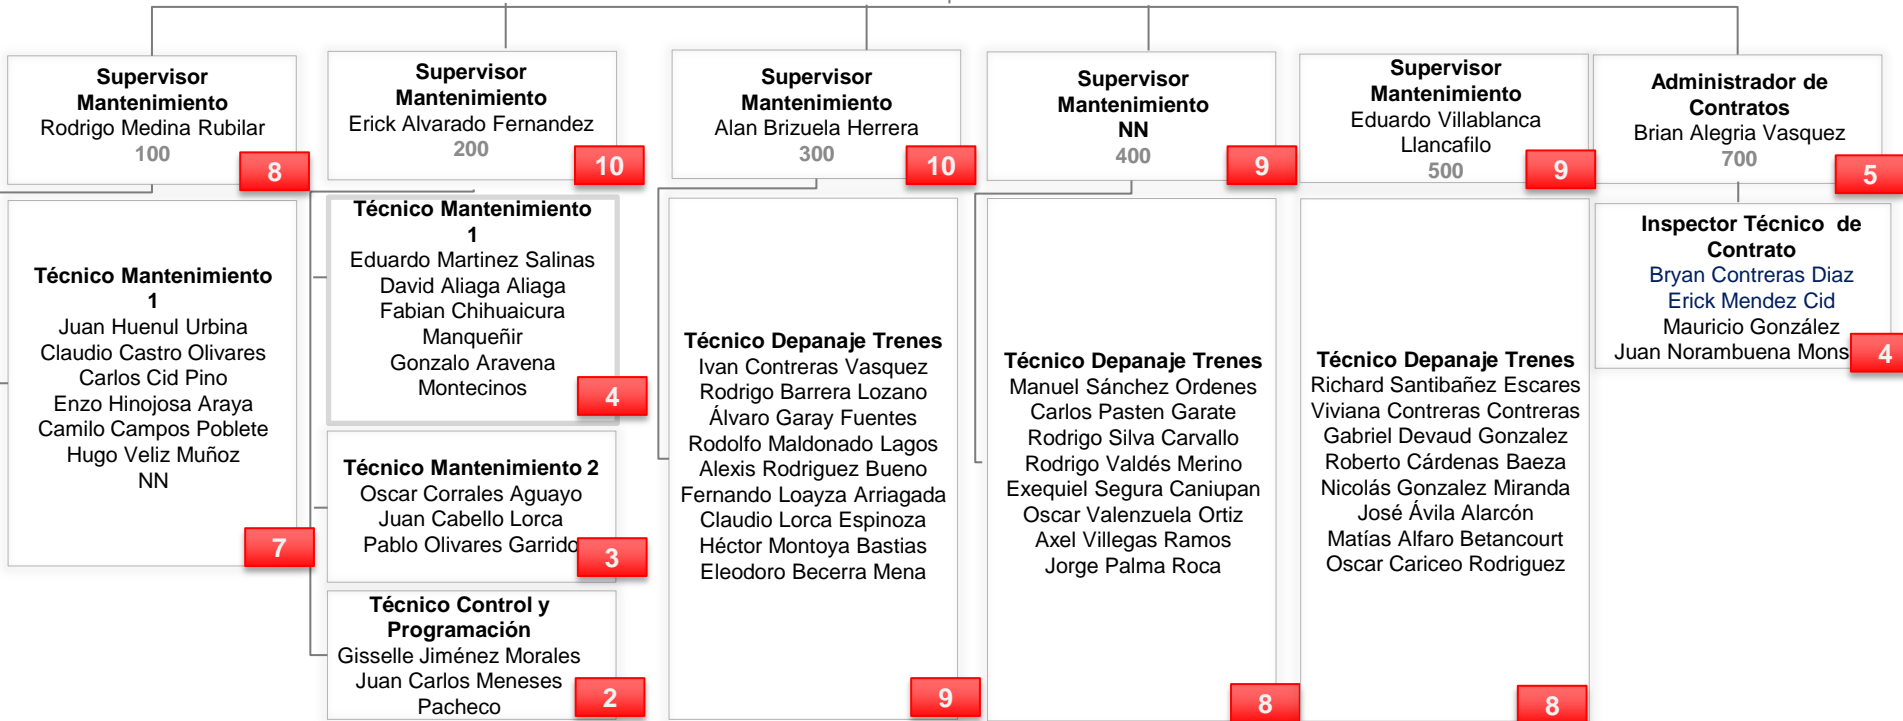 Supervisor
Mantenimiento
Rodrigo Medina Rubilar
100
8
Supervisor
Mantenimiento
Erick Alvarado Fernandez
200
10
Supervisor
Mantenimiento
Alan Brizuela Herrera
300
10
Supervisor
Mantenimiento
NN
400
9
Supervisor
Mantenimiento
Eduardo Villablanca
Llancafilo
500
9
Administrador de
Contratos
Brian Alegria Vasquez
700
5
Técnico Mantenimiento
1
Juan Huenul Urbina
Claudio Castro Olivares
Carlos Cid Pino
Enzo Hinojosa Araya
Camilo Campos Poblete
Hugo Veliz Muñoz
NN
7
Técnico Mantenimiento
1
Eduardo Martinez Salinas
David Aliaga Aliaga
Fabian Chihuaicura
Manqueñir
Gonzalo Aravena
Montecinos
4
Técnico Mantenimiento 2
Oscar Corrales Aguayo
Juan Cabello Lorca
Pablo Olivares Garrido
3
Técnico Control y
Programación
Gisselle Jiménez Morales
Juan Carlos Meneses
Pacheco
2
Técnico Depanaje Trenes
Ivan Contreras Vasquez
Rodrigo Barrera Lozano
Álvaro Garay Fuentes
Rodolfo Maldonado Lagos
Alexis Rodriguez Bueno
Fernando Loayza Arriagada
Claudio Lorca Espinoza
Héctor Montoya Bastias
Eleodoro Becerra Mena
9
Técnico Depanaje Trenes
Manuel Sánchez Ordenes
Carlos Pasten Garate
Rodrigo Silva Carvallo
Rodrigo Valdés Merino
Exequiel Segura Caniupan
Oscar Valenzuela Ortiz
Axel Villegas Ramos
Jorge Palma Roca
8
Técnico Depanaje Trenes
Richard Santibañez Escares
Viviana Contreras Contreras
Gabriel Devaud Gonzalez
Roberto Cárdenas Baeza
Nicolás Gonzalez Miranda
José Ávila Alarcón
Matías Alfaro Betancourt
Oscar Cariceo Rodriguez
8
Inspector Técnico de
Contrato
Bryan Contreras Diaz
Erick Mendez Cid
Mauricio González
Juan Norambuena Mons
4